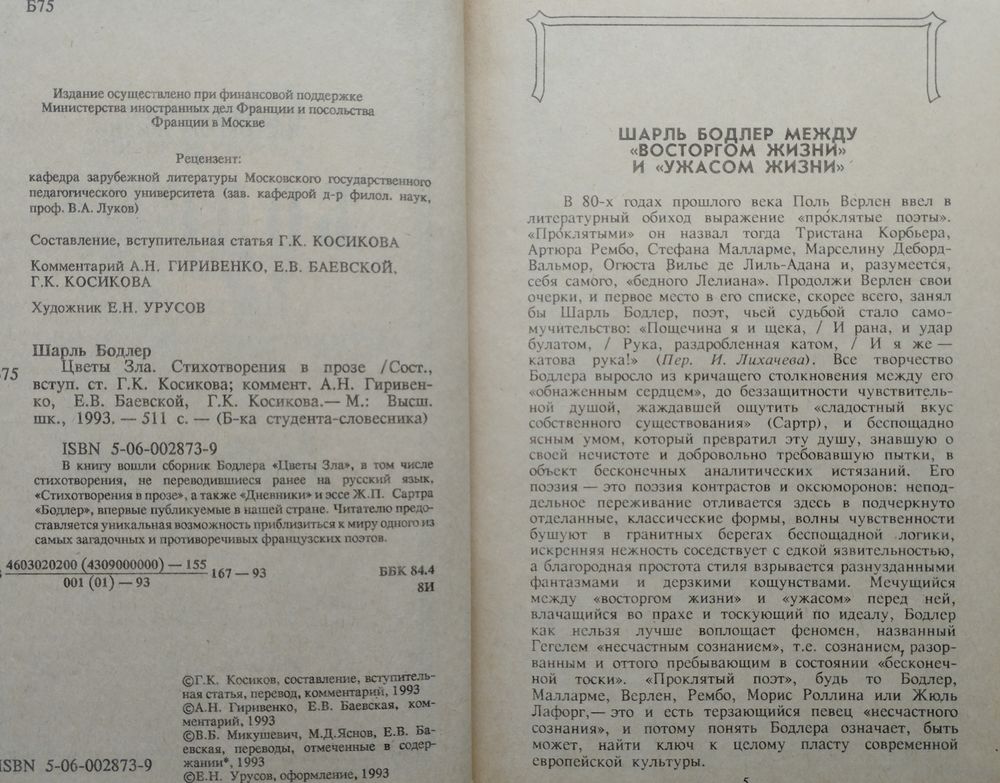 Б75
Издание осуществлено при финансовой поддержке
Министерства иностранных дел Франции и посольства
Франции в Москве
Рецензент:
кафедра зарубежной литературы Московского государственного
педагогического университета (зав. кафедрой д-р филол. наук,
проф. В.А. Луков)
Составление, вступительная статья Г.К. КОСИКОВА
Комментарий А.Н. ГИРИВЕНКО, Е.В. БАЕВСКОЙ,
Г.К. КОСИКОВА
Художник Е.Н. УРУСОВ
Шарль Бодлер
Б75 Цветы Зла. Стихотворения в прозе /Сост.,
вступ. ст. Г.К. Косикова; коммент. А.Н. Гиривен-
ко, Е.В. Баевской, Г.К. Косикова.— М.: Высш.
шк., 1993. — 511 с. — (Б-ка студента-словесника)
ISBN 5-06-002873-9
В книгу вошли сборник Бодлера «Цветы Зла», в том числе
стихотворения, не переводившиеся ранее на русский язык,
«Стихотворения в прозе», а также «Дневники» и эссе Ж.П. Сартра
«Бодлер», впервые публикуемые в нашей стране. Читателю предо-
ставляется уникальная возможность приблизиться к миру одного из
самых загадочных и противоречивых французских поэтов.
4603020200 (4309000000) — 155
001 (01) — 93
167 — 93
ББК 84.4
8И
©Г.К. Косиков, составление, вступитель-
ная статья, перевод, комментарий, 1993
©А.Н. Гиривенко, Е.В. Баевская, ком-
ментарий, 1993
©В.Б. Микушевич, М.Д.Яснов, Е.В. Ба-
евская, переводы, отмеченные в содер-
жании*, 1993
ISBN 5-06-002873-9
©Е.Н. Урусов, оформление, 1993
ШАРЛЬ БОДЛЕР МЕЖДУ
«ВОСТОРГОМ ЖИЗНИ»
И «УЖАСОМ ЖИЗНИ»
В 80-х годах прошлого века Поль Верлен ввел в
литературный обиход выражение «про́клятые поэты».
«Про́клятыми» он назвал тогда Тристана Корбьера,
Артюра Рембо, Стефана Малларме, Марселину Деборд-
Вальмор, Огюста Вилье де Лиль-Адана и, разумеется,
себя самого, «бедного Лелиана». Продолжи Верлен свои
очерки, и первое место в его списке, скорее всего, занял
бы Шарль Бодлер, поэт, чьей судьбой стало само-
мучительство: «Пощечина я и щека, / И рана, и удар
булатом, / Рука, раздробленная катом, / И я же —
катова рука!» (Пер. И. Лихачева). Все творчество
Бодлера выросло из кричащего столкновения между его
«обнаженным сердцем», до беззащитности чувствитель-
ной душой, жаждавшей ощутить «сладостный вкус
собственного существования» (Сартр), и беспощадно
ясным умом, который превратил эту душу, знавшую о
своей нечистоте и добровольно требовавшую пытки, в
объект бесконечных аналитических истязаний. Его
поэзия — это поэзия контрастов и оксюморонов: непод-
дельное переживание отливается здесь в подчеркнуто
отделанные, классические формы, волны чувственности
бушуют в гранитных берегах беспощадной логики,
искренняя нежность соседствует с едкой язвительностью,
а благородная простота стиля взрывается разнузданными
фантазмами и дерзкими кощунствами. Мечущийся
между «восторгом жизни» и «ужасом» перед ней,
влачащийся во прахе и тоскующий по идеалу, Бодлер
как нельзя лучше воплощает феномен, названный
Гегелем «несчастным сознанием», т.е. сознанием, разор-
ванным и оттого пребывающим в состоянии «бесконеч-
ной тоски». «Проклятый поэт», будь то Бодлер,
Малларме, Верлен, Рембо, Морис Роллина или Жюль
Лафорг,— это и есть терзающийся певец «несчастного
сознания», и потому понять Бодлера означает, быть
может, найти ключ к целому пласту современной
европейской культуры.
5